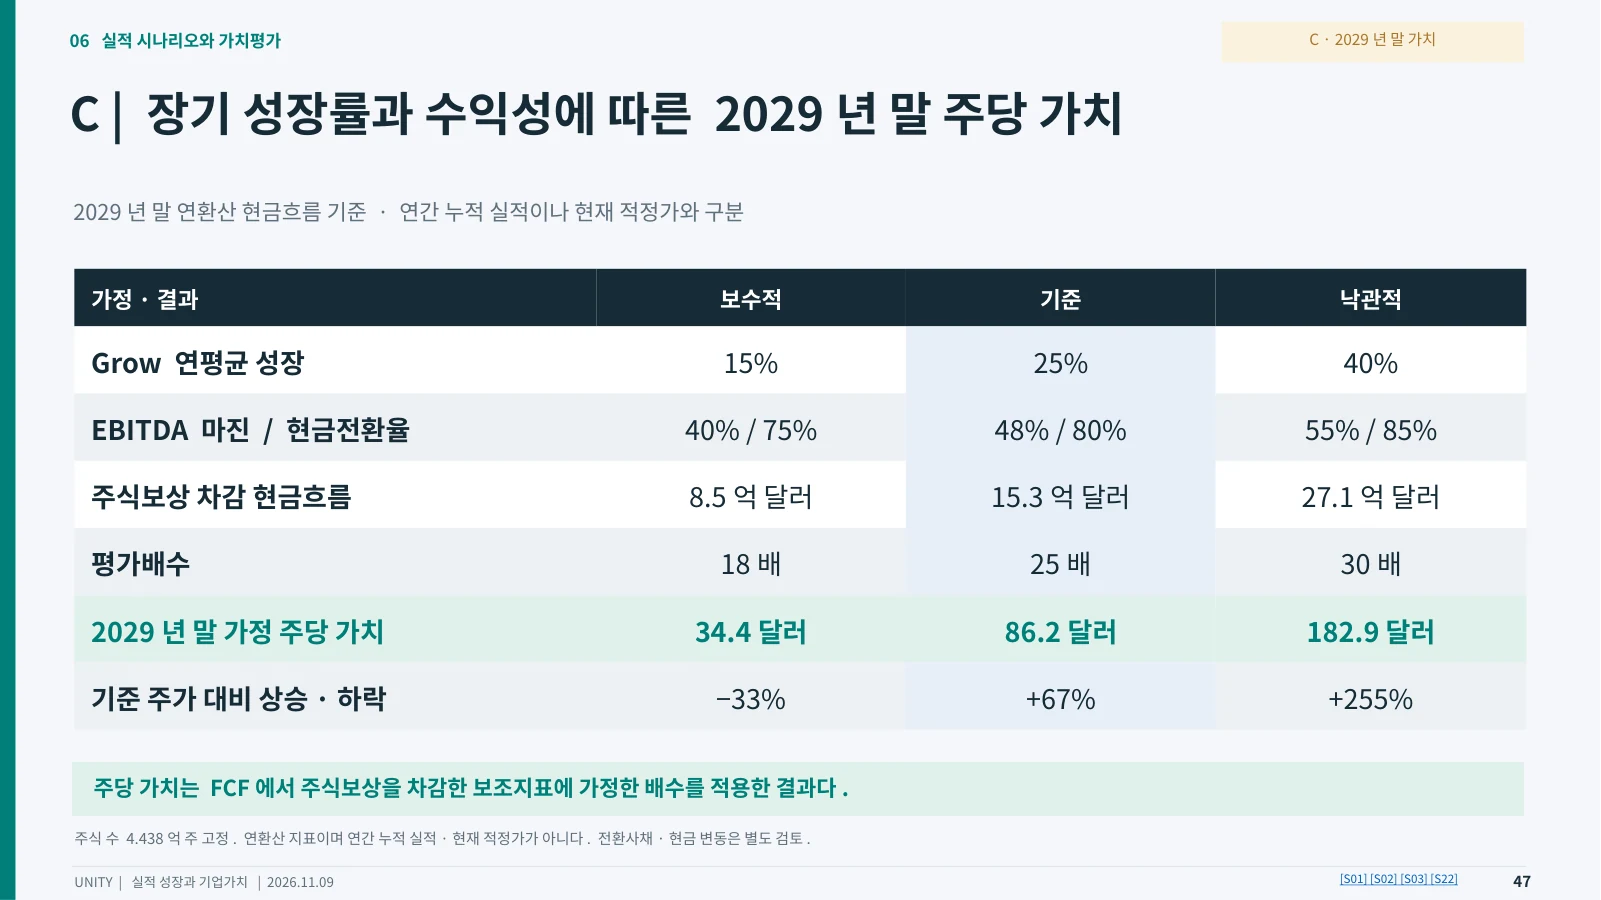 06 실적 시나리오와 가치평가
C · 2029 년 말 가치
C | 장기 성장률과 수익성에 따른 2029 년 말 주당 가치
2029 년 말 연환산 현금흐름 기준 · 연간 누적 실적이나 현재 적정가와 구분
가정 · 결과 보수적 기준 낙관적
Grow 연평균 성장 15% 25% 40%
EBITDA 마진 / 현금전환율 40% / 75% 48% / 80% 55% / 85%
주식보상 차감 현금흐름 8.5 억 달러 15.3 억 달러 27.1 억 달러
평가배수 18 배 25 배 30 배
2029 년 말 가정 주당 가치 34.4 달러 86.2 달러 182.9 달러
기준 주가 대비 상승 · 하락 −33% +67% +255%
주당 가치는 FCF 에서 주식보상을 차감한 보조지표에 가정한 배수를 적용한 결과다 .
주식 수 4.438 억 주 고정 . 연환산 지표이며 연간 누적 실적 · 현재 적정가가 아니다 . 전환사채 · 현금 변동은 별도 검토 .
UNITY | 실적 성장과 기업가치 | 2026.11.09
[S01] [S02] [S03] [S22]
47